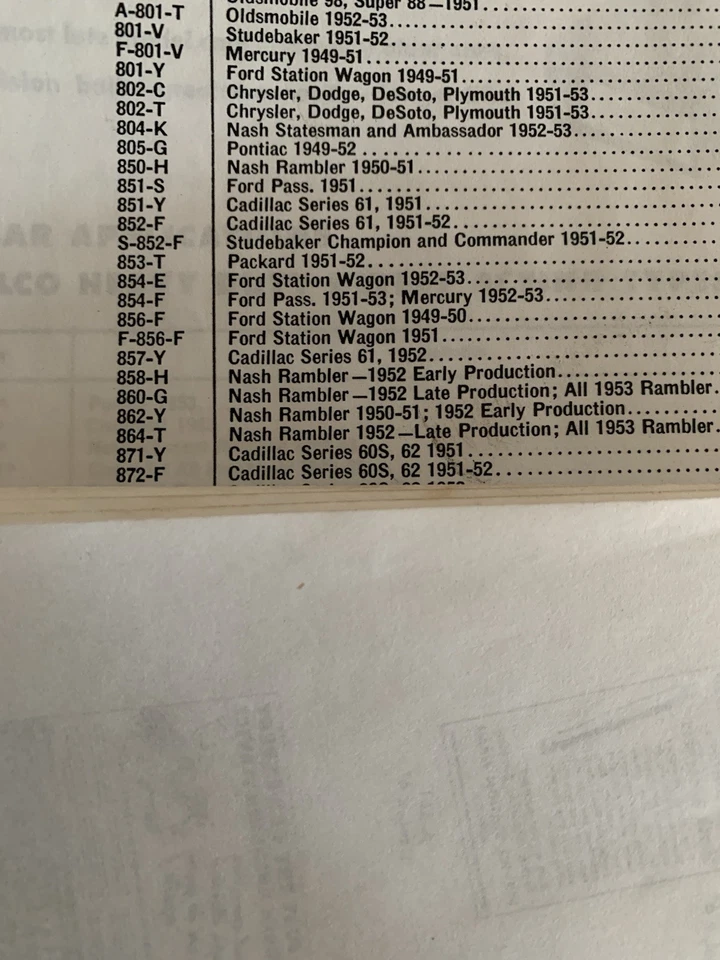 Oldsmobile 98, Super 88—1951
A-801-T Oldsmobile 1952-53
801-V Studebaker 1951-52
F-801-V Mercury 1949-51
801-Y Ford Station Wagon 1949-51
802-C Chrysler, Dodge, DeSoto, Plymouth 1951-53
802-T Chrysler, Dodge, DeSoto, Plymouth 1951-53
804-K Nash Statesman and Ambassador 1952-53
805-G Pontiac 1949-52
850-H Nash Rambler 1950-51
851-S Ford Pass. 1951
851-Y Cadillac Series 61, 1951
852-F Cadillac Series 61, 1951-52
S-852-F Studebaker Champion and Commander 1951-52
853-T Packard 1951-52
854-E Ford Station Wagon 1952-53
854-F Ford Pass. 1951-53; Mercury 1952-53
856-F Ford Station Wagon 1949-50
F-856-F Ford Station Wagon 1951
857-Y Cadillac Series 61, 1952
858-H Nash Rambler—1952 Early Production
860-G Nash Rambler—1952 Late Production; All 1953 Rambler
862-Y Nash Rambler 1950-51; 1952 Early Production
864-T Nash Rambler 1952—Late Production; All 1953 Rambler
871-Y Cadillac Series 60S, 62 1951
872-F Cadillac Series 60S, 62 1951-52